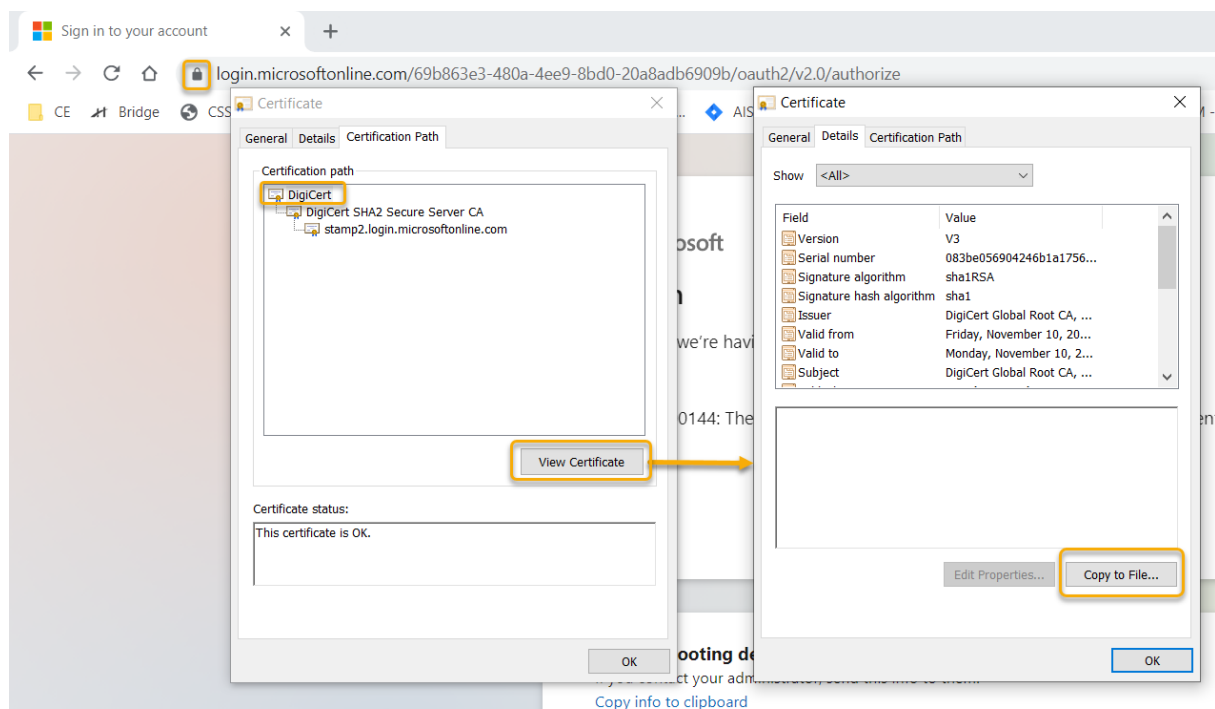 Sign in to your account
login.microsoftonline.com/69b863e3-480a-4ee9-8bd0-20a8adb6909b/oauth2/v2.0/authorize
CE Bridge CSS
... AIS
Certificate
General Details Certification Path
Certification path
DigiCert
DigiCert SHA2 Secure Server CA
stamp2.login.microsoftonline.com
View Certificate
Certificate status:
This certificate is OK.
OK
Certificate
General Details Certification Path
Show <All>
Field Value
Version V3
Serial number 083be056904246b1a1756...
Signature algorithm sha1RSA
Signature hash algorithm sha1
Issuer DigiCert Global Root CA, ...
Valid from Friday, November 10, 20...
Valid to Monday, November 10, 2...
Subject DigiCert Global Root CA, ...
Edit Properties... Copy to File...
OK
osoft
we're havi
0144: The
ooting de
Copy info to clipboard